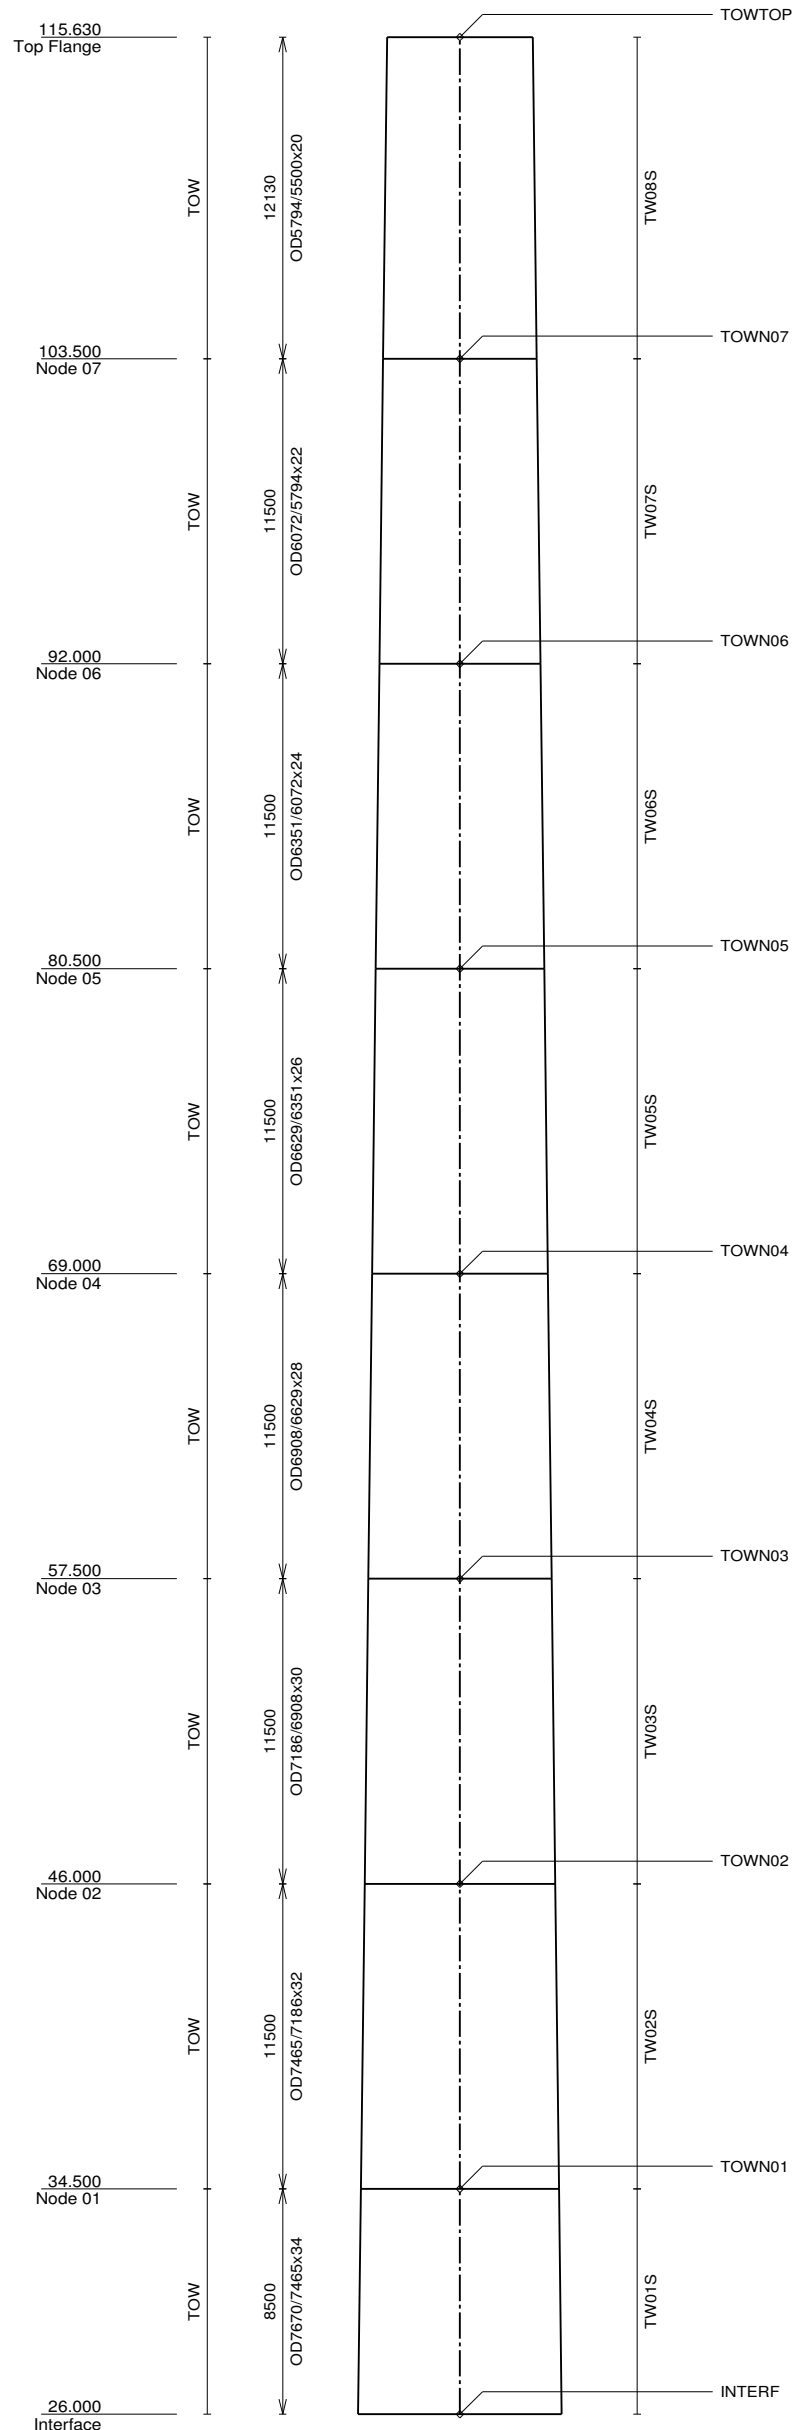 TOWTOP
115.630
Top Flange
TOW
12130
OD5794/5500x20
TW08S
TOWN07
103.500
Node 07
TOW
11500
OD6072/5794x22
TW07S
TOWN06
92.000
Node 06
TOW
11500
OD6351/6072x24
TW06S
TOWN05
80.500
Node 05
TOW
11500
OD6629/6351x26
TW05S
TOWN04
69.000
Node 04
TOW
11500
OD6908/6629x28
TW04S
TOWN03
57.500
Node 03
TOW
11500
OD7186/6908x30
TW03S
TOWN02
46.000
Node 02
TOW
11500
OD7465/7186x32
TW02S
TOWN01
34.500
Node 01
TOW
8500
OD7670/7465x34
TW01S
INTERF
26.000
Interface